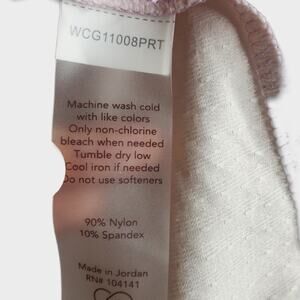 WCG11008PRT
Machine wash cold
with like colors
Only non-chlorine
bleach when needed
Tumble dry low
Cool iron if needed
Do not use softeners
90% Nylon
10% Spandex
Made in Jordan
RN# 104141